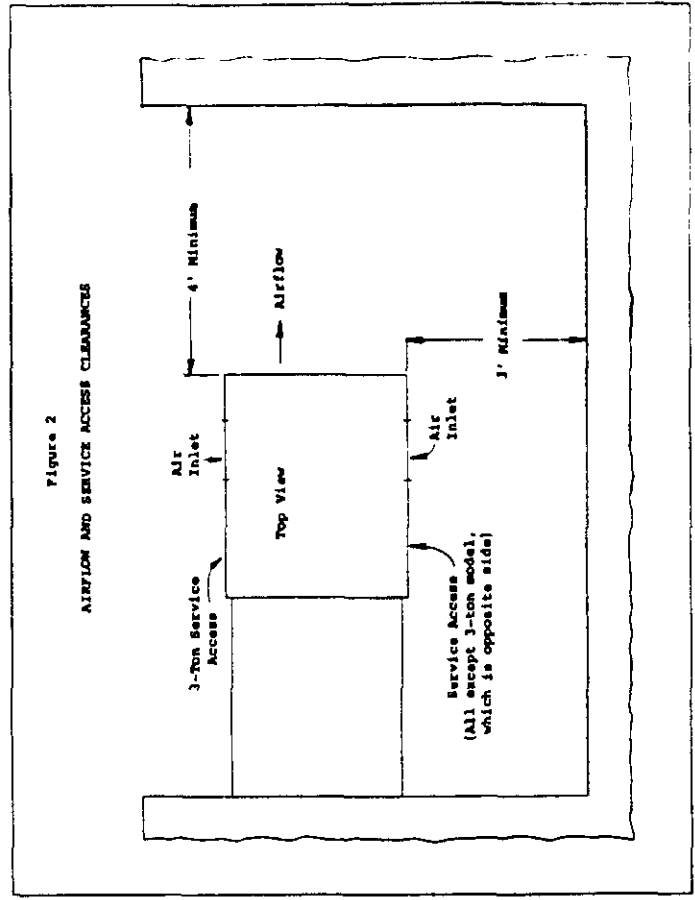 Figure 2
AIRFLOW AND SERVICE ACCESS CLEARANCES
4' Minimum
Air
Inlet
Airflow
3-Ton Service
Access
Top View
3' Minimum
Air
Inlet
Service Access
(All except 3-ton model,
which is opposite side)